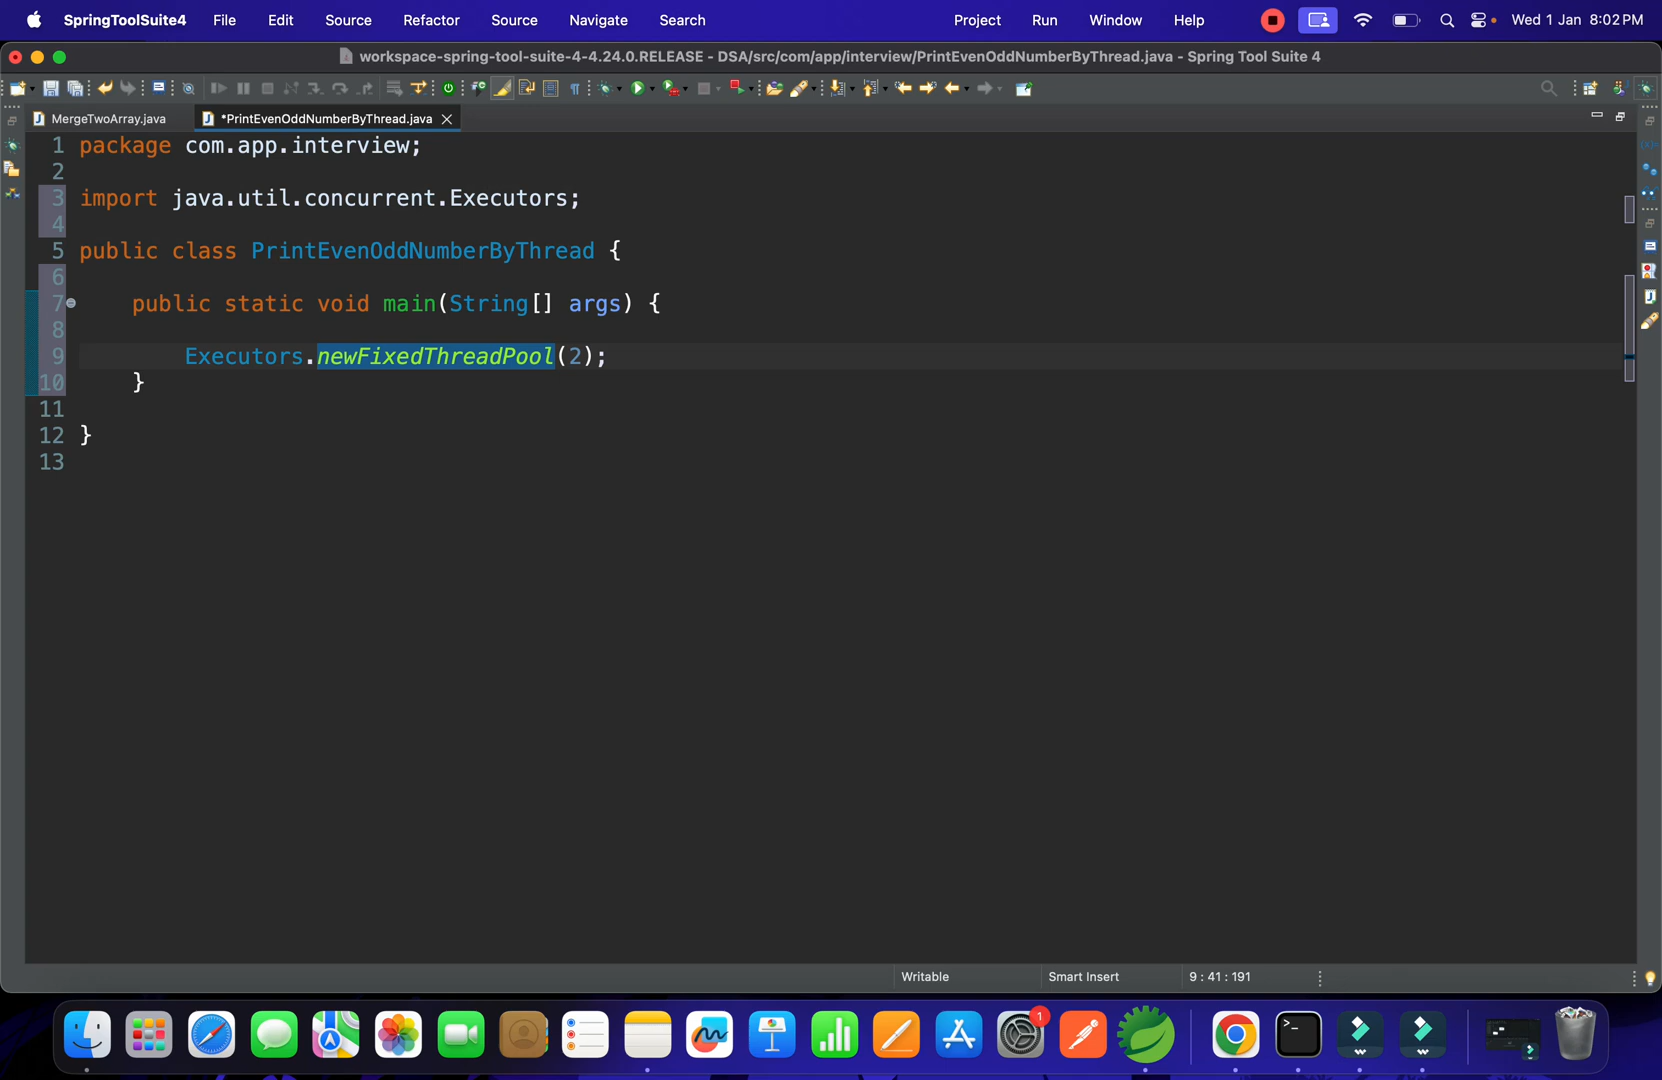 SpringToolSuite4 File Edit Source Refactor Source Navigate Search Project Run Window Help Wed 1 Jan 8:02 PM
workspace-spring-tool-suite-4-4.24.0.RELEASE - DSA/src/com/app/interview/PrintEvenOddNumberByThread.java - Spring Tool Suite 4
MergeTwoArray.java *PrintEvenOddNumberByThread.java
1 package com.app.interview;
2
3 import java.util.concurrent.Executors;
4
5 public class PrintEvenOddNumberByThread {
6
7 public static void main(String[] args) {
8
9 Executors.newFixedThreadPool(2);
10 }
11
12 }
13
Writable Smart Insert 9 : 41 : 191
1